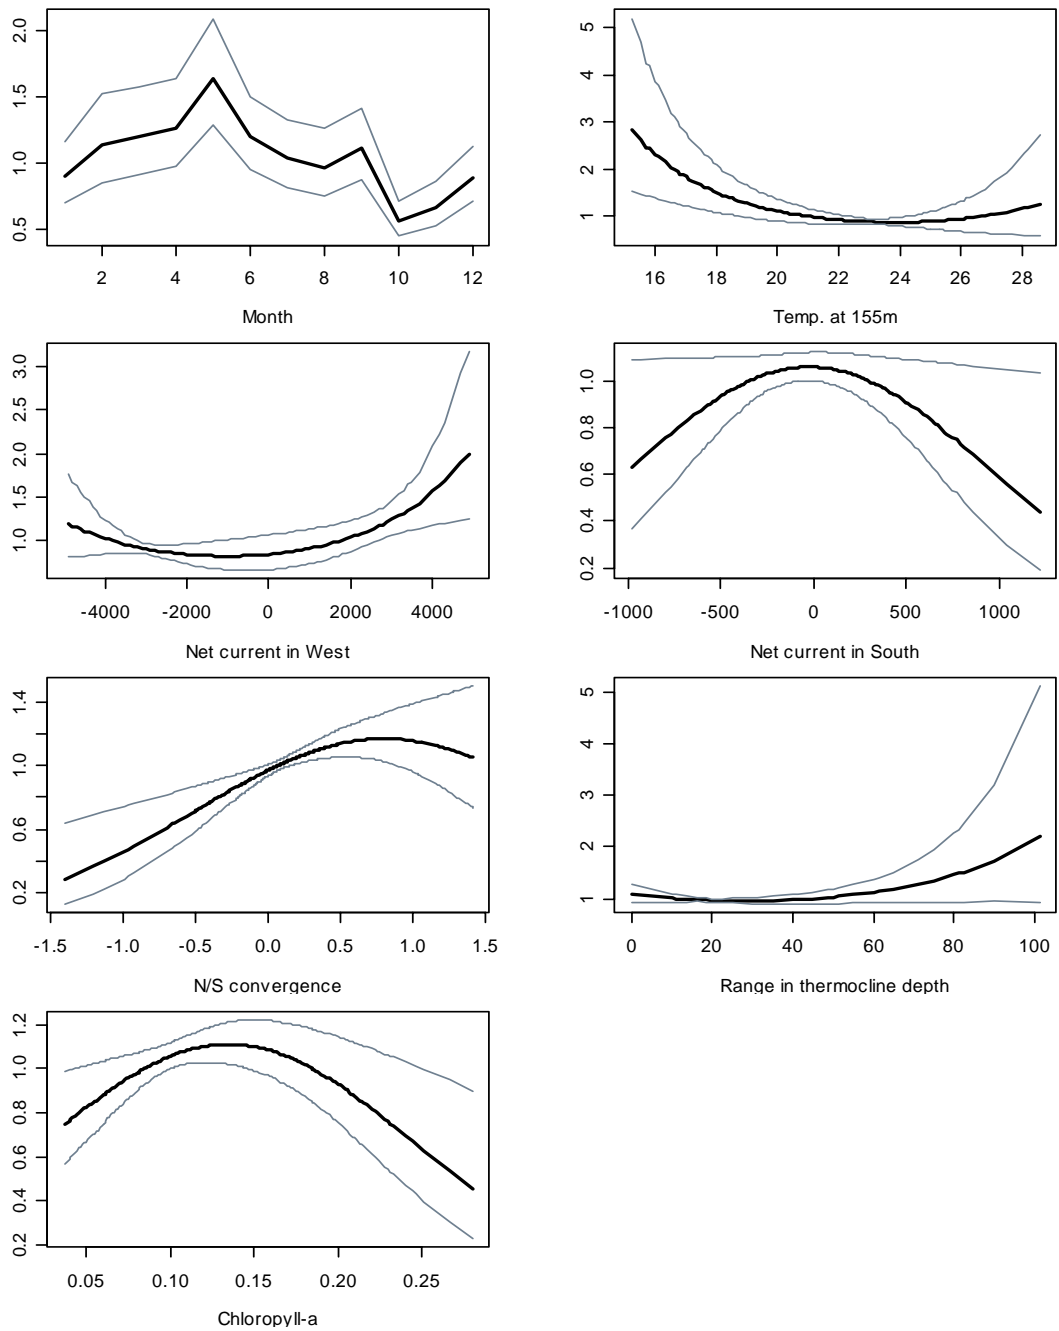 2.0
1.5
1.0
0.5
2 4 6 8 10 12
Month
5
4
3
2
1
16 18 20 22 24 26 28
Temp. at 155m
3.0
2.5
2.0
1.5
1.0
-4000 -2000 0 2000 4000
Net current in West
1.0
0.8
0.6
0.4
0.2
-1000 -500 0 500 1000
Net current in South
1.4
1.0
0.6
0.2
-1.5 -1.0 -0.5 0.0 0.5 1.0 1.5
N/S convergence
5
4
3
2
1
0 20 40 60 80 100
Range in thermocline depth
1.2
1.0
0.8
0.6
0.4
0.2
0.05 0.10 0.15 0.20 0.25
Chloropyll-a